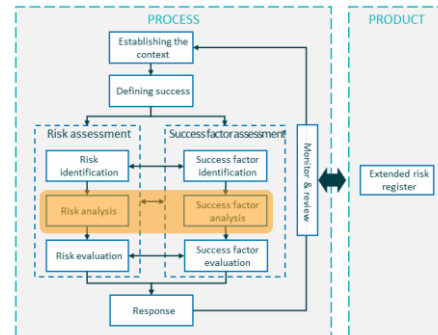 PROCESS
PRODUCT
Establishing the
context
Defining success
Risk assessment
Success factor assessment
Risk
identification
Success factor
identification
Risk analysis
Success factor
analysis
Risk evaluation
Success factor
evaluation
Response
Monitor & review
Extended risk
register